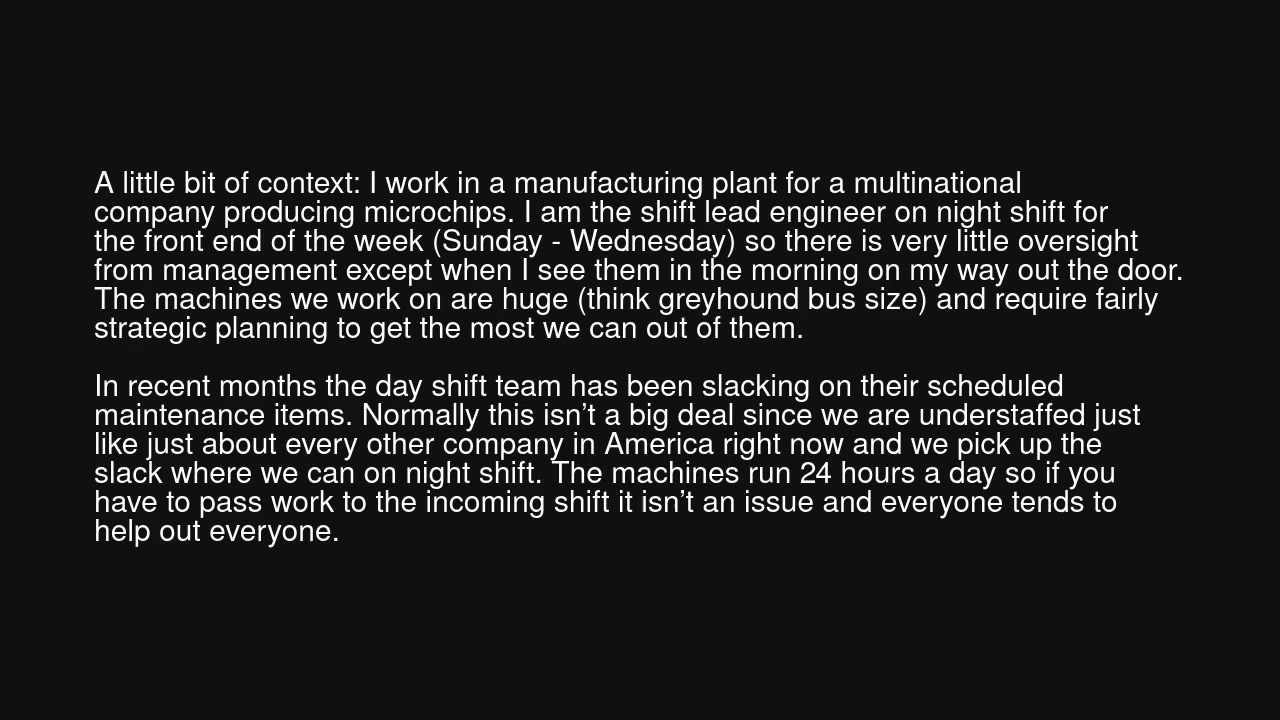 A little bit of context: I work in a manufacturing plant for a multinational
company producing microchips. I am the shift lead engineer on night shift for
the front end of the week (Sunday - Wednesday) so there is very little oversight
from management except when I see them in the morning on my way out the door.
The machines we work on are huge (think greyhound bus size) and require fairly
strategic planning to get the most we can out of them.
In recent months the day shift team has been slacking on their scheduled
maintenance items. Normally this isn’t a big deal since we are understaffed just
like just about every other company in America right now and we pick up the
slack where we can on night shift. The machines run 24 hours a day so if you
have to pass work to the incoming shift it isn’t an issue and everyone tends to
help out everyone.